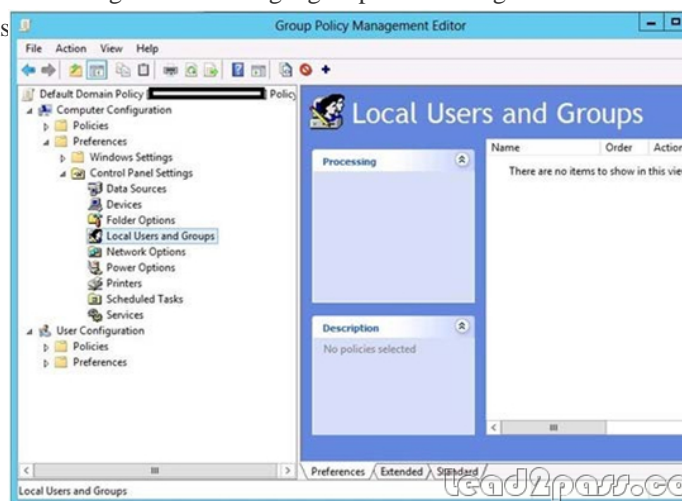 Group Policy Management Editor
File Action View Help
Default Domain Policy Policy
Computer Configuration
Policies
Preferences
Windows Settings
Control Panel Settings
Data Sources
Devices
Folder Options
Local Users and Groups
Network Options
Power Options
Printers
Scheduled Tasks
Services
User Configuration
Policies
Preferences
Local Users and Groups
Processing
Description
No policies selected
Name Order Action
There are no items to show in this vie
Preferences Extended Standard
Local Users and Groups
Lead2pass.co